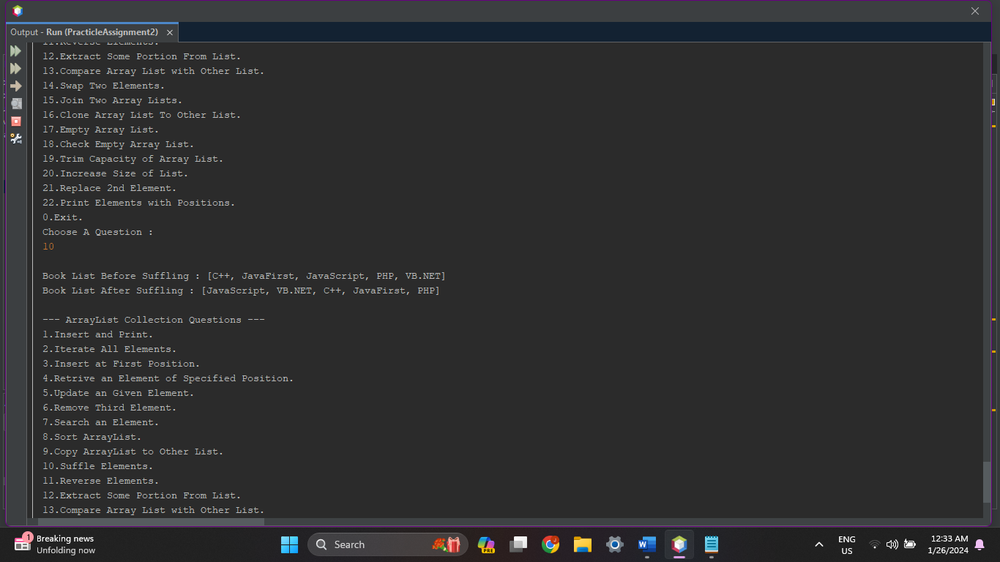 Output - Run (PracticleAssignment2)
11.Reverse Elements.
12.Extract Some Portion From List.
13.Compare Array List with Other List.
14.Swap Two Elements.
15.Join Two Array Lists.
16.Clone Array List To Other List.
17.Empty Array List.
18.Check Empty Array List.
19.Trim Capacity of Array List.
20.Increase Size of List.
21.Replace 2nd Element.
22.Print Elements with Positions.
0.Exit.
Choose A Question :
10
Book List Before Suffling : [C++, JavaFirst, JavaScript, PHP, VB.NET]
Book List After Suffling : [JavaScript, VB.NET, C++, JavaFirst, PHP]
--- ArrayList Collection Questions ---
1.Insert and Print.
2.Iterate All Elements.
3.Insert at First Position.
4.Retrive an Element of Specified Position.
5.Update an Given Element.
6.Remove Third Element.
7.Search an Element.
8.Sort ArrayList.
9.Copy ArrayList to Other List.
10.Suffle Elements.
11.Reverse Elements.
12.Extract Some Portion From List.
13.Compare Array List with Other List.
1
Breaking news
Unfolding now
Search
PRE
ENG
US
12:33 AM
1/26/2024